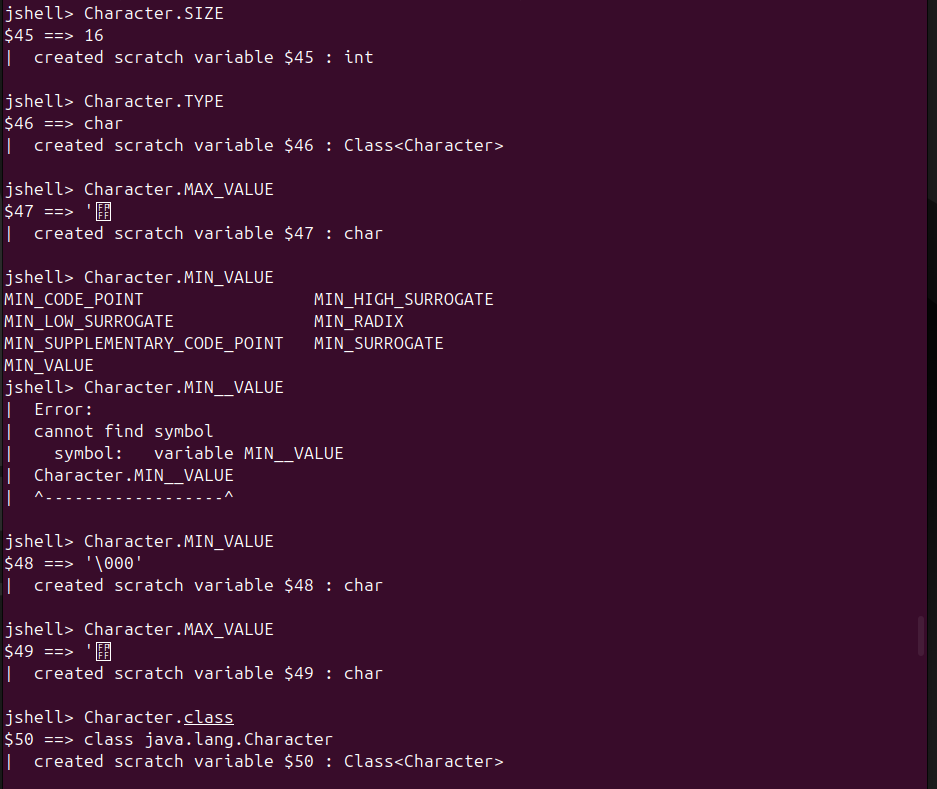 jshell> Character.SIZE
$45 ==> 16
|  created scratch variable $45 : int

jshell> Character.TYPE
$46 ==> char
|  created scratch variable $46 : Class<Character>

jshell> Character.MAX_VALUE
$47 ==> '￿
|  created scratch variable $47 : char

jshell> Character.MIN_VALUE
MIN_CODE_POINT                 MIN_HIGH_SURROGATE
MIN_LOW_SURROGATE              MIN_RADIX
MIN_SUPPLEMENTARY_CODE_POINT   MIN_SURROGATE
MIN_VALUE
jshell> Character.MIN__VALUE
|  Error:
|  cannot find symbol
|    symbol:   variable MIN__VALUE
|  Character.MIN__VALUE
|  ^------------------^

jshell> Character.MIN_VALUE
$48 ==> '\000'
|  created scratch variable $48 : char

jshell> Character.MAX_VALUE
$49 ==> '￿
|  created scratch variable $49 : char

jshell> Character.class
$50 ==> class java.lang.Character
|  created scratch variable $50 : Class<Character>